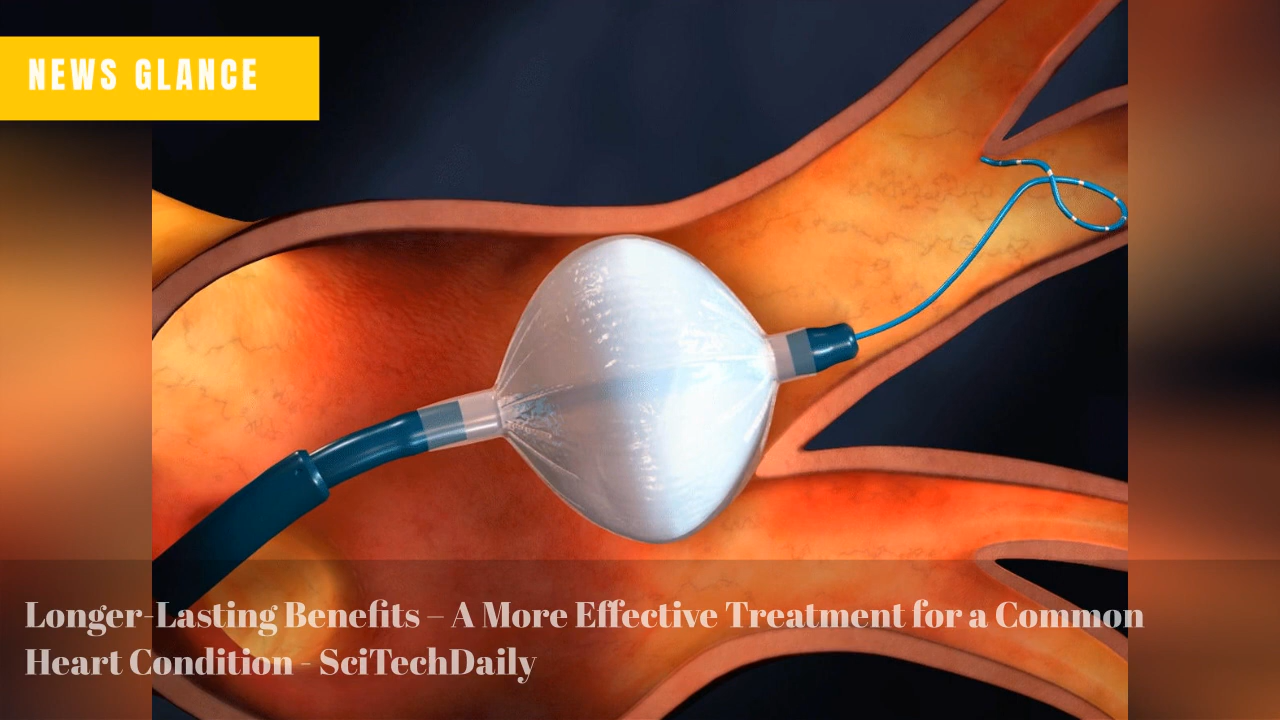 NEWS GLANCE
Longer-Lasting Benefits – A More Effective Treatment for a Common
Heart Condition - SciTechDaily